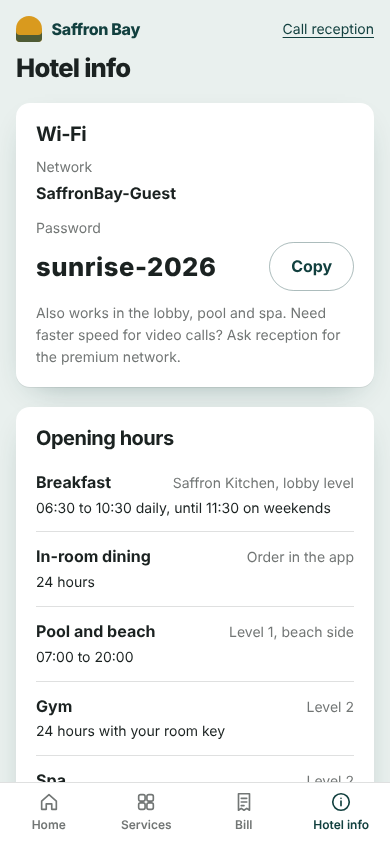 Saffron Bay
Call reception
Hotel info
Wi-Fi
Network
SaffronBay-Guest
Password
sunrise-2026
Copy
Also works in the lobby, pool and spa. Need
faster speed for video calls? Ask reception for
the premium network.
Opening hours
Breakfast
Saffron Kitchen, lobby level
06:30 to 10:30 daily, until 11:30 on weekends
In-room dining
Order in the app
24 hours
Pool and beach
Level 1, beach side
07:00 to 20:00
Gym
Level 2
24 hours with your room key
Spa
Level 2
Home
Services
Bill
Hotel info